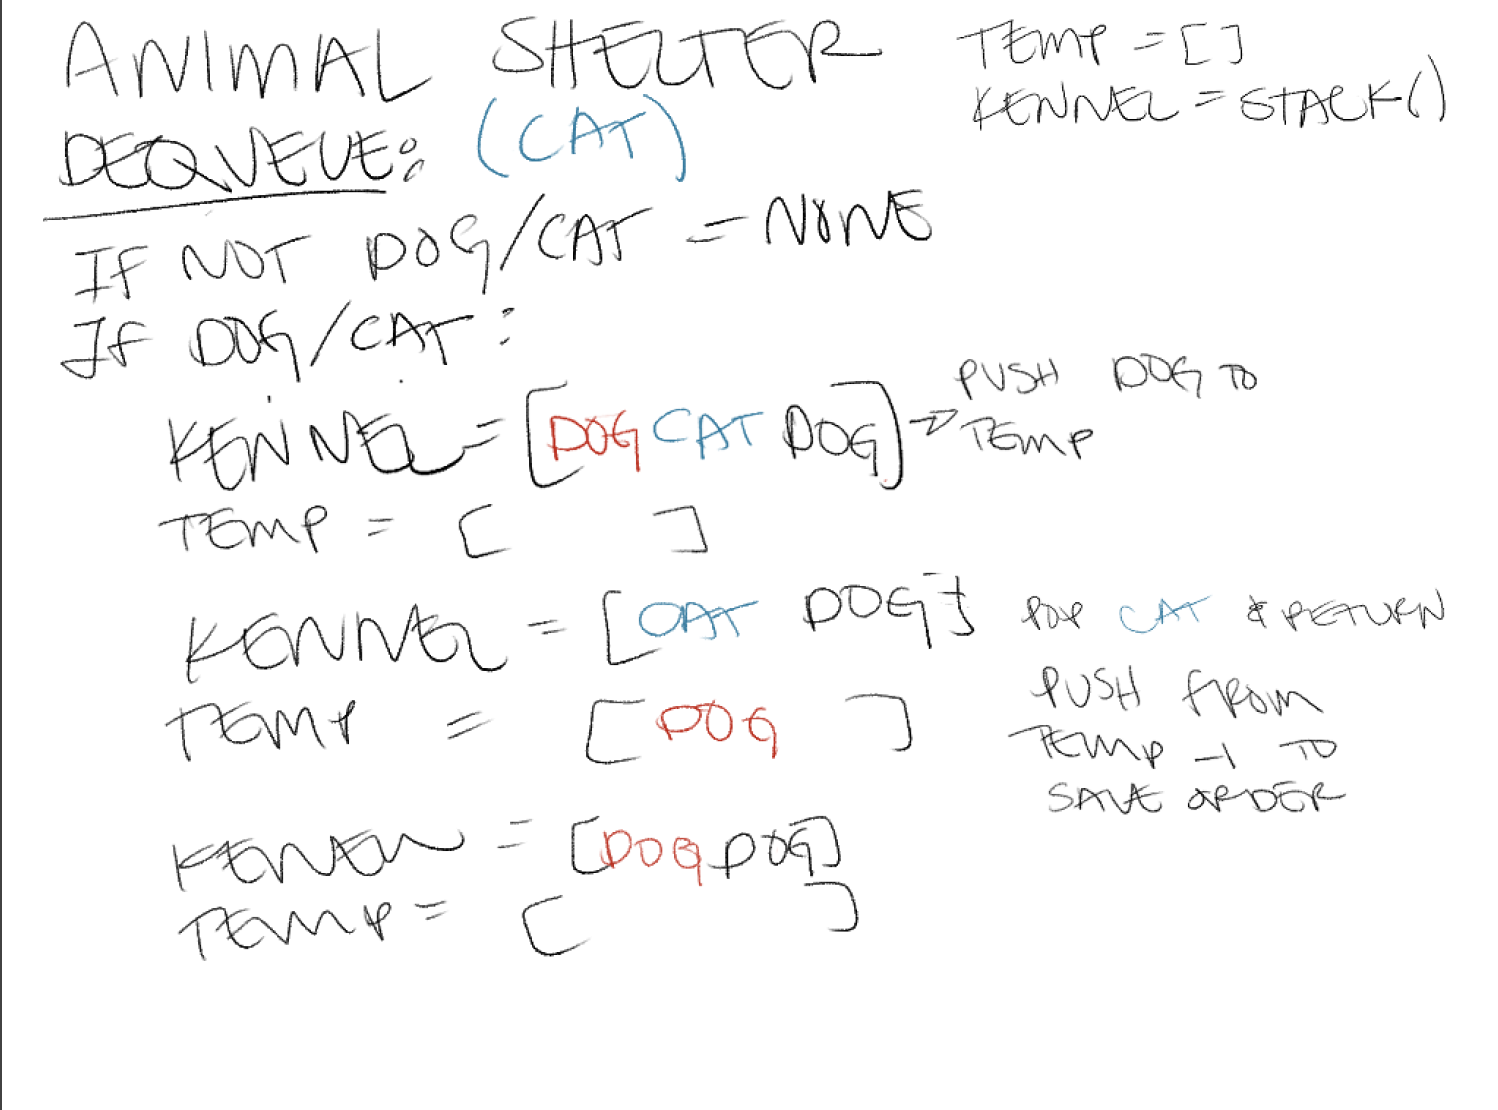 ANIMAL SHELTER
TEMP = []
KENNEL = STACK()
DEQUEUE: (CAT)
IF NOT DOG/CAT = NONE
IF DOG/CAT:
KENNEL = [DOG CAT DOG] → PUSH DOG TO
TEMP
TEMP = [ ]
KENNEL = [CAT DOG] POP CAT & RETURN
PUSH FROM
TEMP -1 TO
SAVE ORDER
TEMP = [DOG ]
KENNEL = [DOG DOG]
TEMP = [ ]